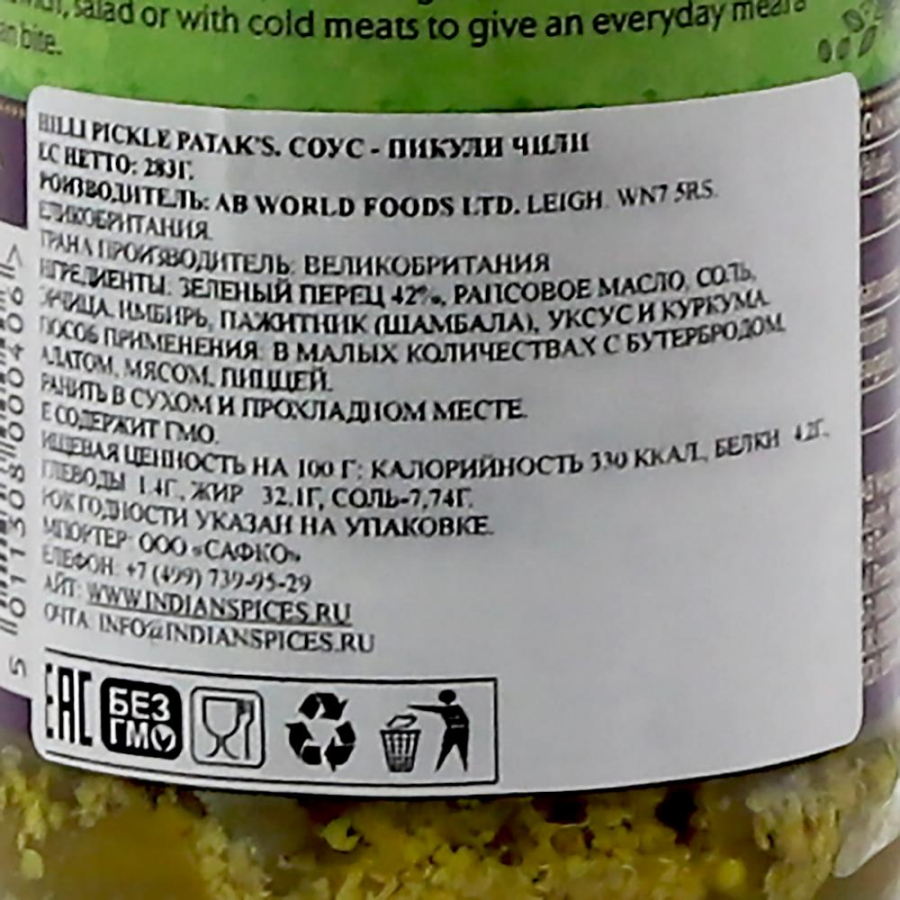 salad or with cold meats to give an everyday meal a
bite.
HILLI PICKLE PATAK'S. СОУС - ПИКУЛИ ЧИЛИ
ЕС НЕТТО: 283Г.
РОИЗВОДИТЕЛЬ: AB WORLD FOODS LTD. LEIGH. WN7 5RS.
ЕЛИКОБРИТАНИЯ.
ТРАНА ПРОИЗВОДИТЕЛЬ: ВЕЛИКОБРИТАНИЯ
НГРЕДИЕНТЫ: ЗЕЛЕНЫЙ ПЕРЕЦ 42%, РАПСОВОЕ МАСЛО, СОЛЬ,
РЧИЦА, ИМБИРЬ, ПАЖИТНИК (ШАМБАЛА), УКСУС И КУРКУМА.
ПОСОБ ПРИМЕНЕНИЯ: В МАЛЫХ КОЛИЧЕСТВАХ С БУТЕРБРОДОМ,
АЛАТОМ, МЯСОМ, ПИЦЦЕЙ.
РАНИТЬ В СУХОМ И ПРОХЛАДНОМ МЕСТЕ.
Е СОДЕРЖИТ ГМО.
ИЩЕВАЯ ЦЕННОСТЬ НА 100 Г: КАЛОРИЙНОСТЬ 330 ККАЛ, БЕЛКИ 4.2Г,
ГЛЕВОДЫ 1.4Г, ЖИР 32.1Г, СОЛЬ-7,74Г.
РОК ГОДНОСТИ УКАЗАН НА УПАКОВКЕ.
МПОРТЕР: ООО «САФКО»
ЕЛЕФОН: +7 (499) 739-95-29
АЙТ: WWW.INDIANSPICES.RU
ОЧТА: INFO@INDIANSPICES.RU
EAC
БЕЗ
ГМО
5 011308 004061 >